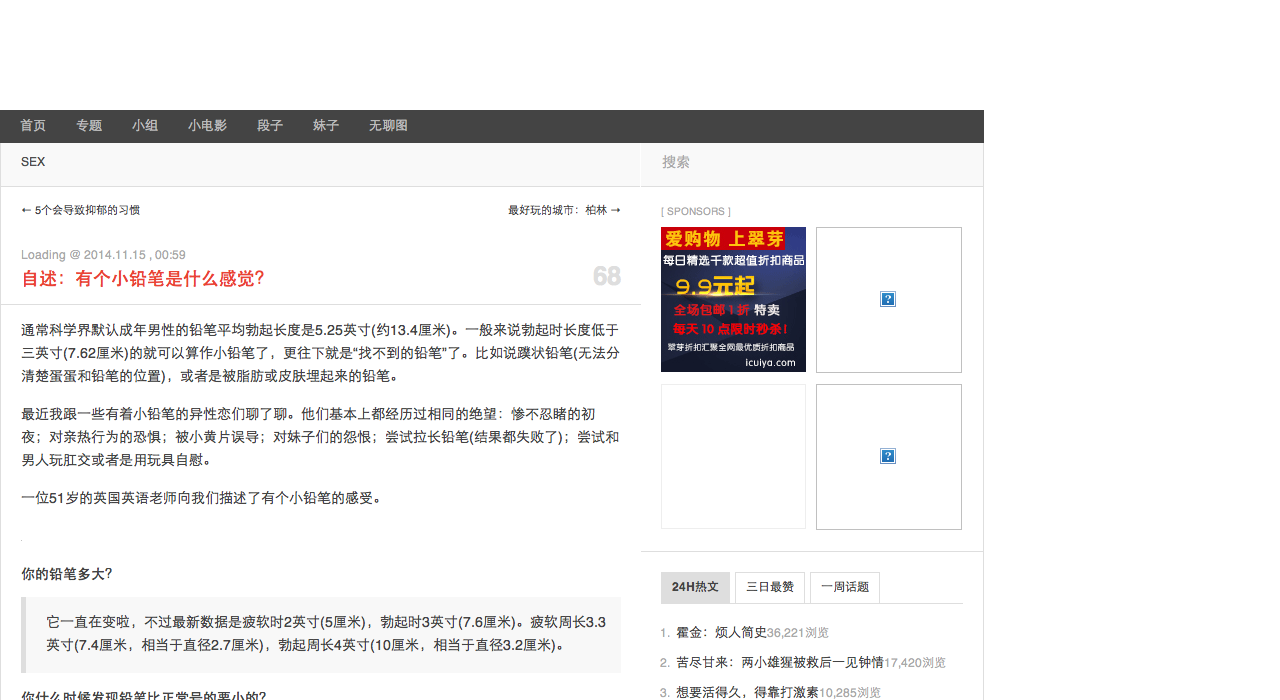 首页 专题 小组 小电影 段子 妹子 无聊图
SEX
搜索
← 5个会导致抑郁的习惯
最好玩的城市：柏林 →
Loading @ 2014.11.15 , 00:59
自述：有个小铅笔是什么感觉？
68
通常科学界默认成年男性的铅笔平均勃起长度是5.25英寸(约13.4厘米)。一般来说勃起时长度低于
三英寸(7.62厘米)的就可以算作小铅笔了，更往下就是“找不到的铅笔”了。比如说蹼状铅笔(无法分
清楚蛋蛋和铅笔的位置)，或者是被脂肪或皮肤埋起来的铅笔。
最近我跟一些有着小铅笔的异性恋们聊了聊。他们基本上都经历过相同的绝望：惨不忍睹的初
夜；对亲热行为的恐惧；被小黄片误导；对妹子们的怨恨；尝试拉长铅笔(结果都失败了)；尝试和
男人玩肛交或者是用玩具自慰。
一位51岁的英国英语老师向我们描述了有个小铅笔的感受。
你的铅笔多大？
它一直在变啦，不过最新数据是疲软时2英寸(5厘米)，勃起时3英寸(7.6厘米)。疲软周长3.3
英寸(7.4厘米，相当于直径2.7厘米)，勃起周长4英寸(10厘米，相当于直径3.2厘米)。
你什么时候发现铅笔比正常号的要小的？
[ SPONSORS ]
爱购物 上翠芽
每日精选千款超值折扣商品
9.9元起
全场包邮 1 折 特卖
每天 10 点限时秒杀！
翠芽折扣汇聚全网最优质折扣商品
icuiya.com
24H热文 三日最赞 一周话题
1. 霍金：烦人简史36,221浏览
2. 苦尽甘来：两小雄猩被救后一见钟情17,420浏览
3. 想要活得久，得靠打激素10,285浏览